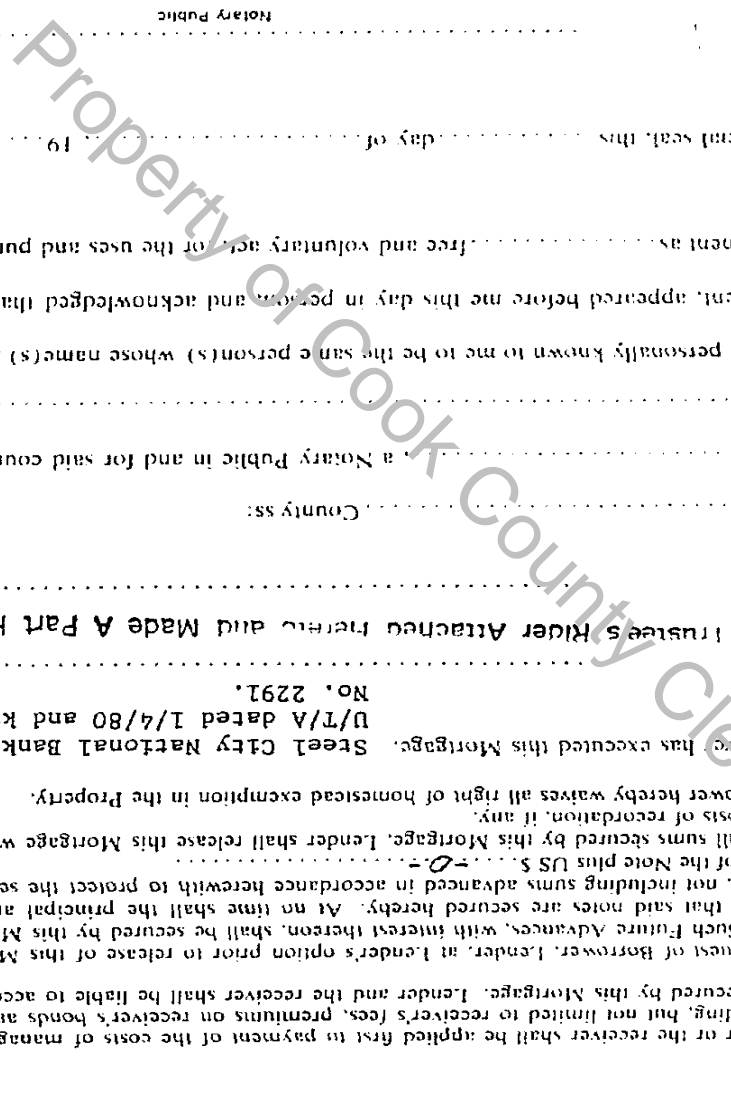 r or the receiver shall be applied first to payment of the costs of manag
ding, but not limited to receiver's fees, premiums on receiver's bonds an
ecured by this Mortgage. Lender and the receiver shall be liable to acco
uest of Borrower, Lender, at Lender's option prior to release of this M
Such Future Advances, with interest thereon, shall be secured by this M
that said notes are secured hereby. At no time shall the principal a
, not including sums advanced in accordance herewith to protect the se
of the Note plus US $....-0-....
ll sums secured by this Mortgage, Lender shall release this Mortgage w
osts of recordation, if any.
ower hereby waives all right of homestead exemption in the Property.
er has executed this Mortgage. Steel City National Bank
U/T/A dated 1/4/80 and k
No. 2291.
Trustee's Rider Attached Hereto and Made A Part H
County ss:
, a Notary Public in and for said coun
personally known to me to be the same person(s) whose name(s)
ent, appeared before me this day in person and acknowledged tha
ment as............free and voluntary act, for the uses and pur
cial seal, this ............ day of ............, 19....
Notary Public
Property of Cook County Cle